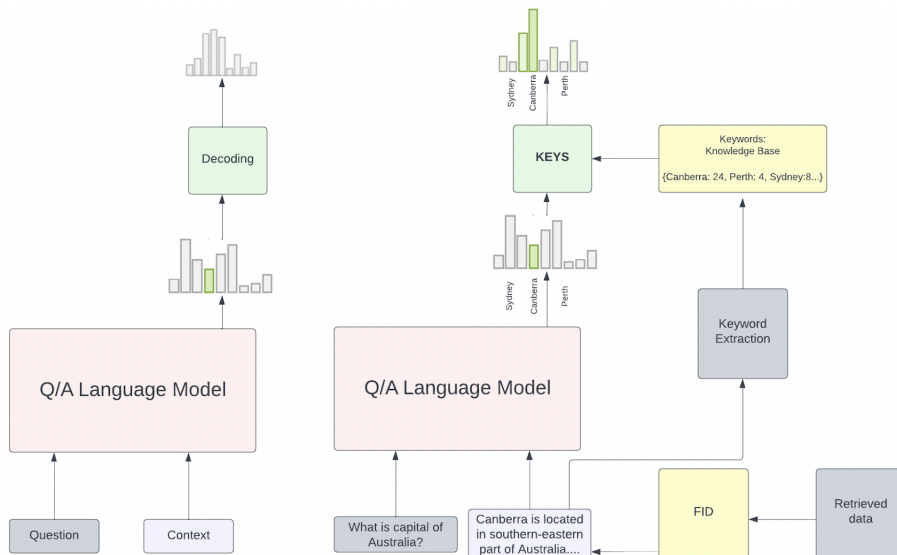 Sydney
Canberra
Perth
Decoding
KEYS
Keywords:
Knowledge Base
{Canberra: 24, Perth: 4, Sydney:8...}
Sydney
Canberra
Perth
Keyword
Extraction
Q/A Language Model
Q/A Language Model
Question
Context
What is capital of
Australia?
Canberra is located
in southern-eastern
part of Australia....
FID
Retrieved
data